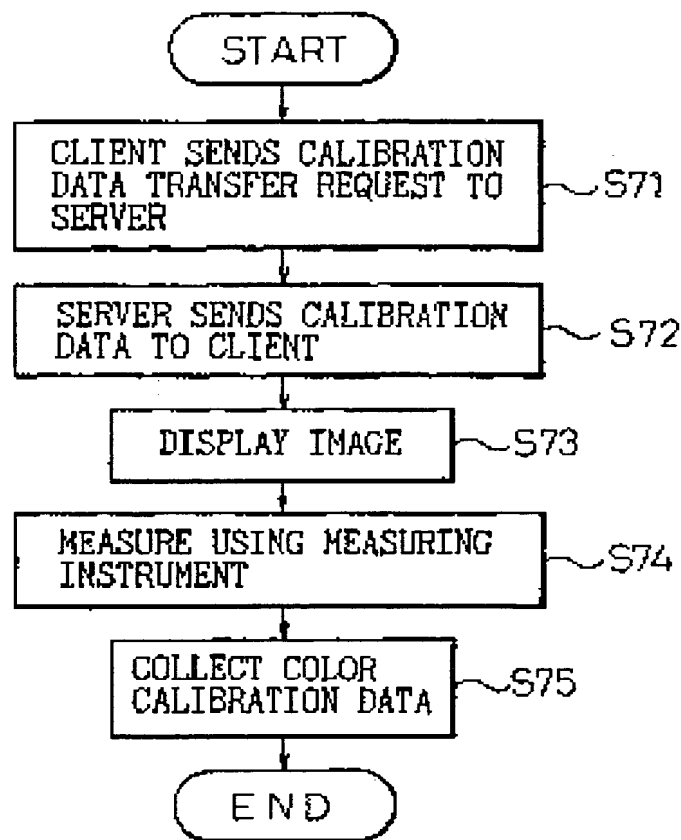 START
CLIENT SENDS CALIBRATION
DATA TRANSFER REQUEST TO
SERVER
S71
SERVER SENDS CALIBRATION
DATA TO CLIENT
S72
DISPLAY IMAGE
S73
MEASURE USING MEASURING
INSTRUMENT
S74
COLLECT COLOR
CALIBRATION DATA
S75
END